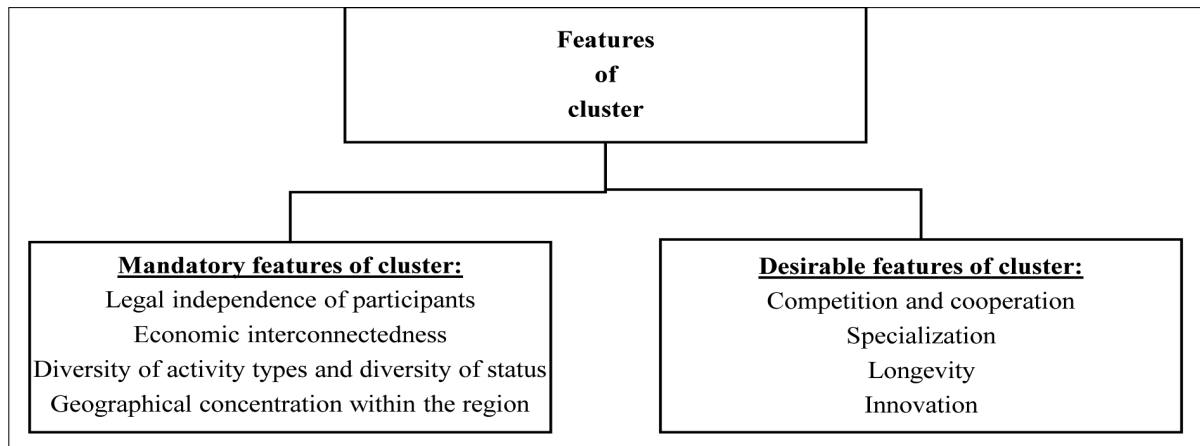 Features
of
cluster
Mandatory features of cluster:
Legal independence of participants
Economic interconnectedness
Diversity of activity types and diversity of status
Geographical concentration within the region
Desirable features of cluster:
Competition and cooperation
Specialization
Longevity
Innovation